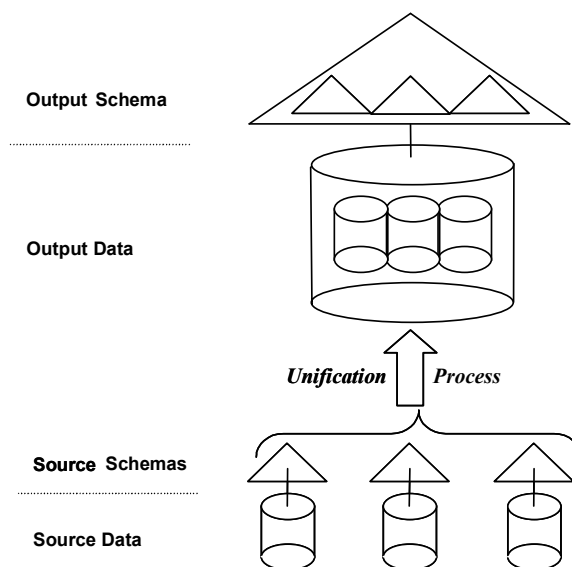 Output Schema
Output Data
Unification Process
Source Schemas
Source Data